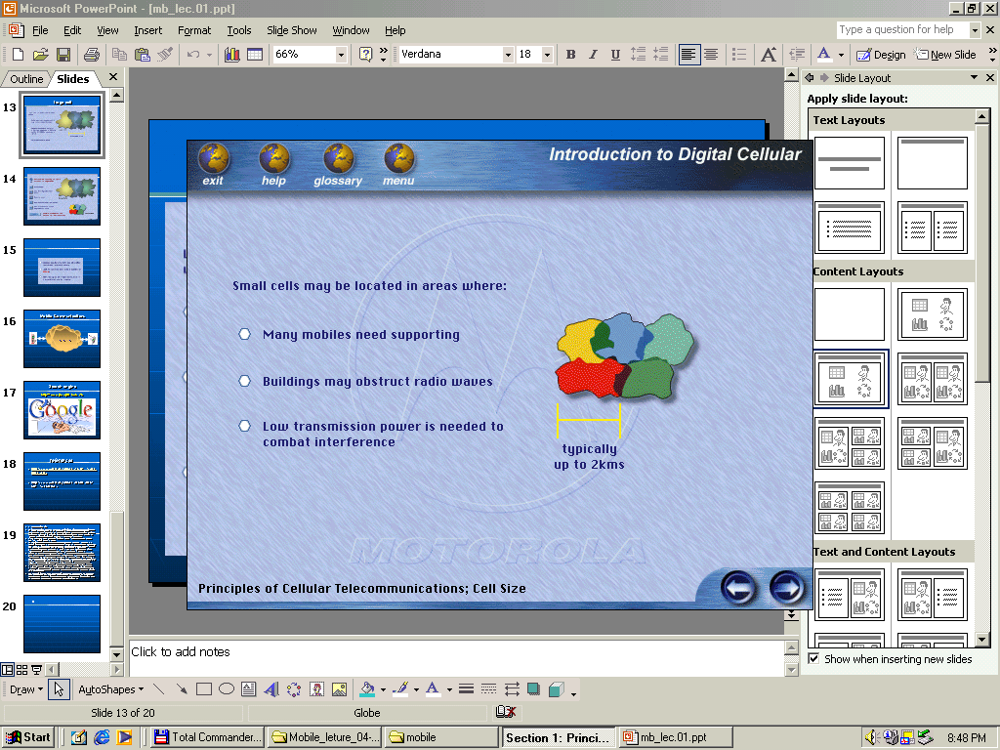 Microsoft PowerPoint - [mb_lec.01.ppt]
File Edit View Insert Format Tools Slide Show Window Help
Type a question for help
66%
Verdana
18
B I U
A
A
Design
New Slide
Outline
Slides
Slide Layout
Apply slide layout:
Text Layouts
Content Layouts
Text and Content Layouts
Show when inserting new slides
13
14
15
16
17
Google
18
19
20
exit
help
glossary
menu
Introduction to Digital Cellular
Small cells may be located in areas where:
Many mobiles need supporting
Buildings may obstruct radio waves
Low transmission power is needed to
combat interference
typically
up to 2kms
MOTOROLA
Principles of Cellular Telecommunications; Cell Size
Click to add notes
Draw
AutoShapes
A
Slide 13 of 20
Globe
Start
Total Commander...
Mobile_leture_04-...
mobile
Section 1: Princi...
mb_lec.01.ppt
8:48 PM